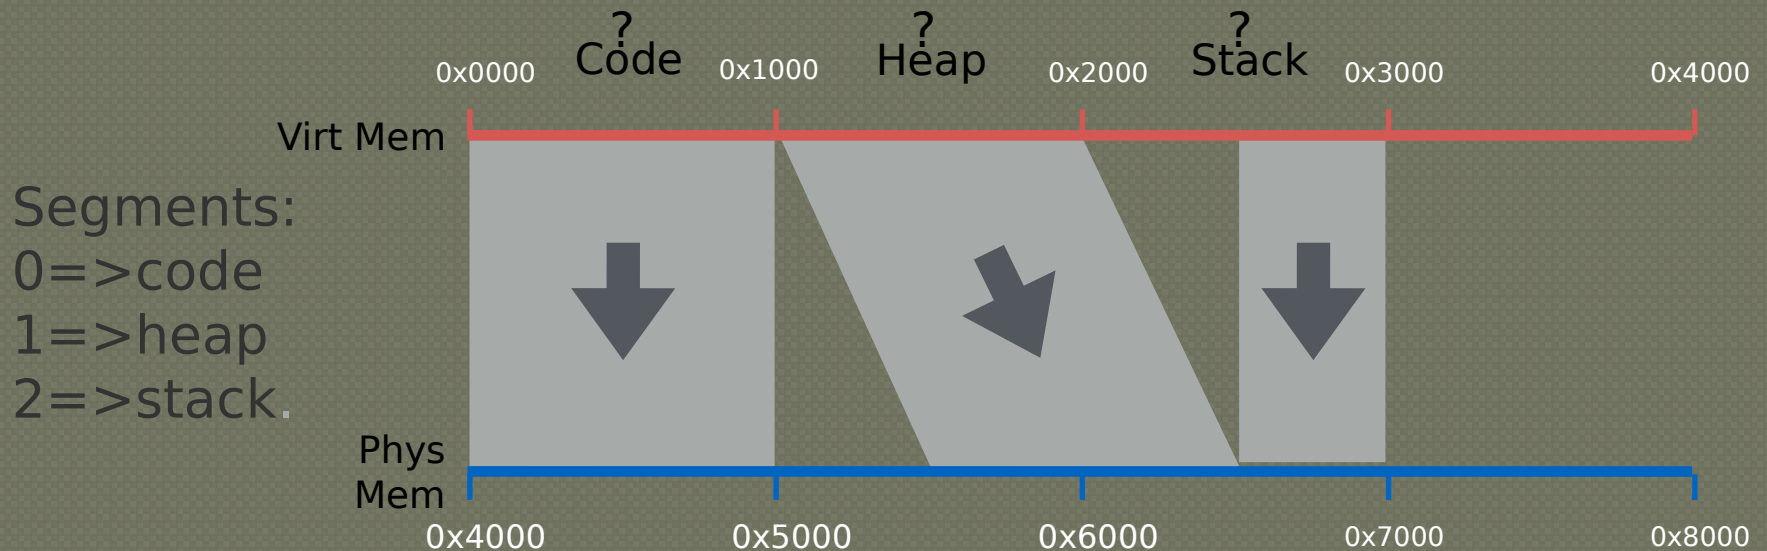 ?
?
?
Code
Heap
Stack
0x0000
0x1000
0x2000
0x3000
0x4000
Virt Mem
Segments:
0=>code
1=>heap
2=>stack.
Phys
Mem
0x4000
0x5000
0x6000
0x7000
0x8000